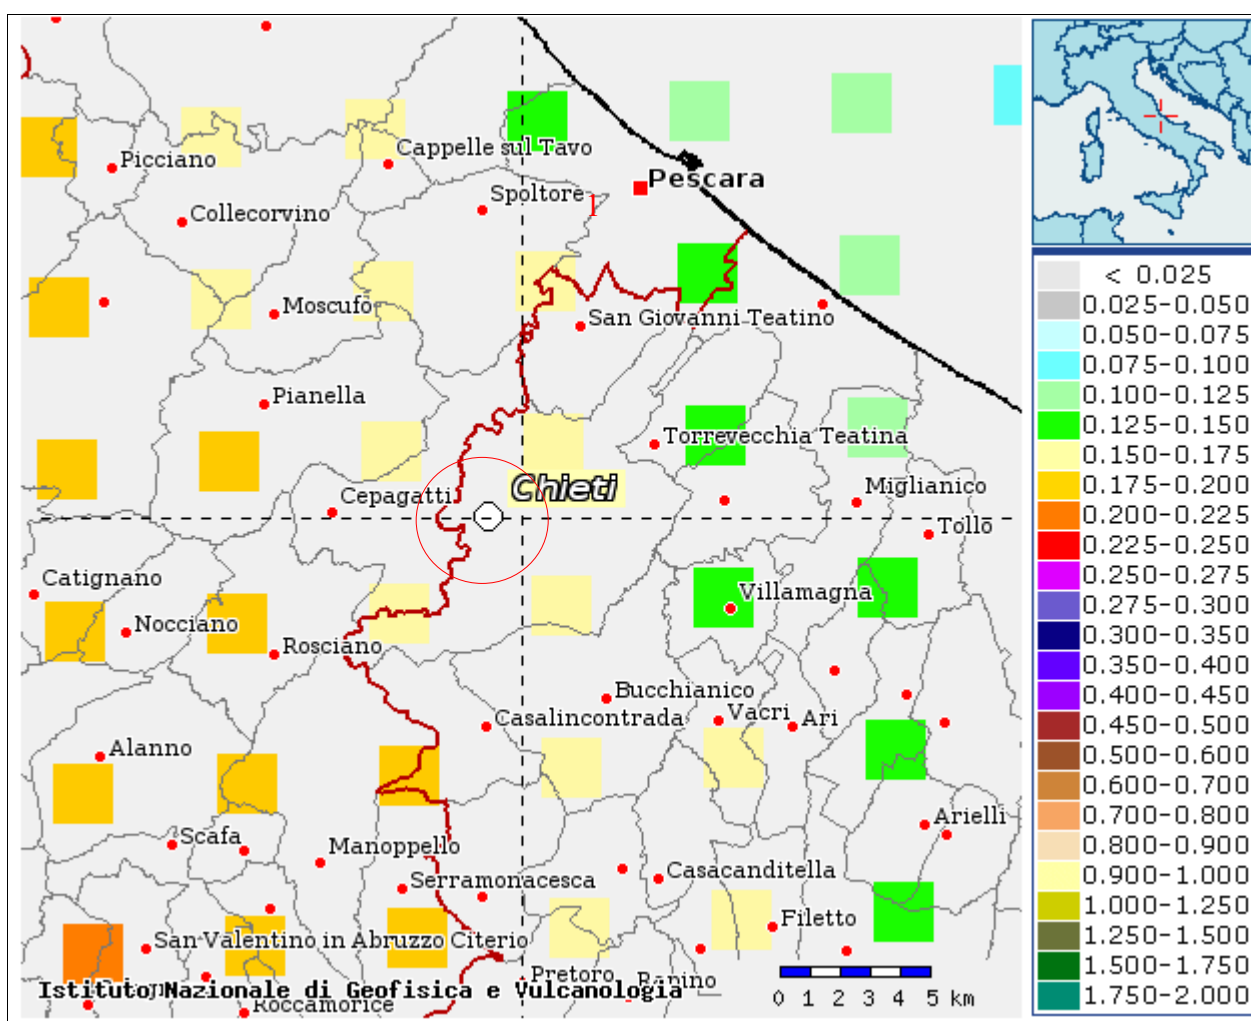 Picciano
Cappelle sul Tavo
Pescara
Spoltore
Collecorvino
Moscufo
San Giovanni Teatino
Pianella
Torrevecchia Teatina
Chieti
Cepagatti
Miglianico
Tollo
Catignano
Villamagna
Nocciano
Rosciano
Bucchianico
Casalincontrada
Vacri
Ari
Alanno
Scafa
Manoppello
Arielli
Serramonacesca
Casacanditella
Filetto
San Valentino in Abruzzo Citerio
Pretoro
Istituto Nazionale di Geofisica e Vulcanologia
Roccamorice
0 1 2 3 4 5 km
< 0.025
0.025-0.050
0.050-0.075
0.075-0.100
0.100-0.125
0.125-0.150
0.150-0.175
0.175-0.200
0.200-0.225
0.225-0.250
0.250-0.275
0.275-0.300
0.300-0.350
0.350-0.400
0.400-0.450
0.450-0.500
0.500-0.600
0.600-0.700
0.700-0.800
0.800-0.900
0.900-1.000
1.000-1.250
1.250-1.500
1.500-1.750
1.750-2.000